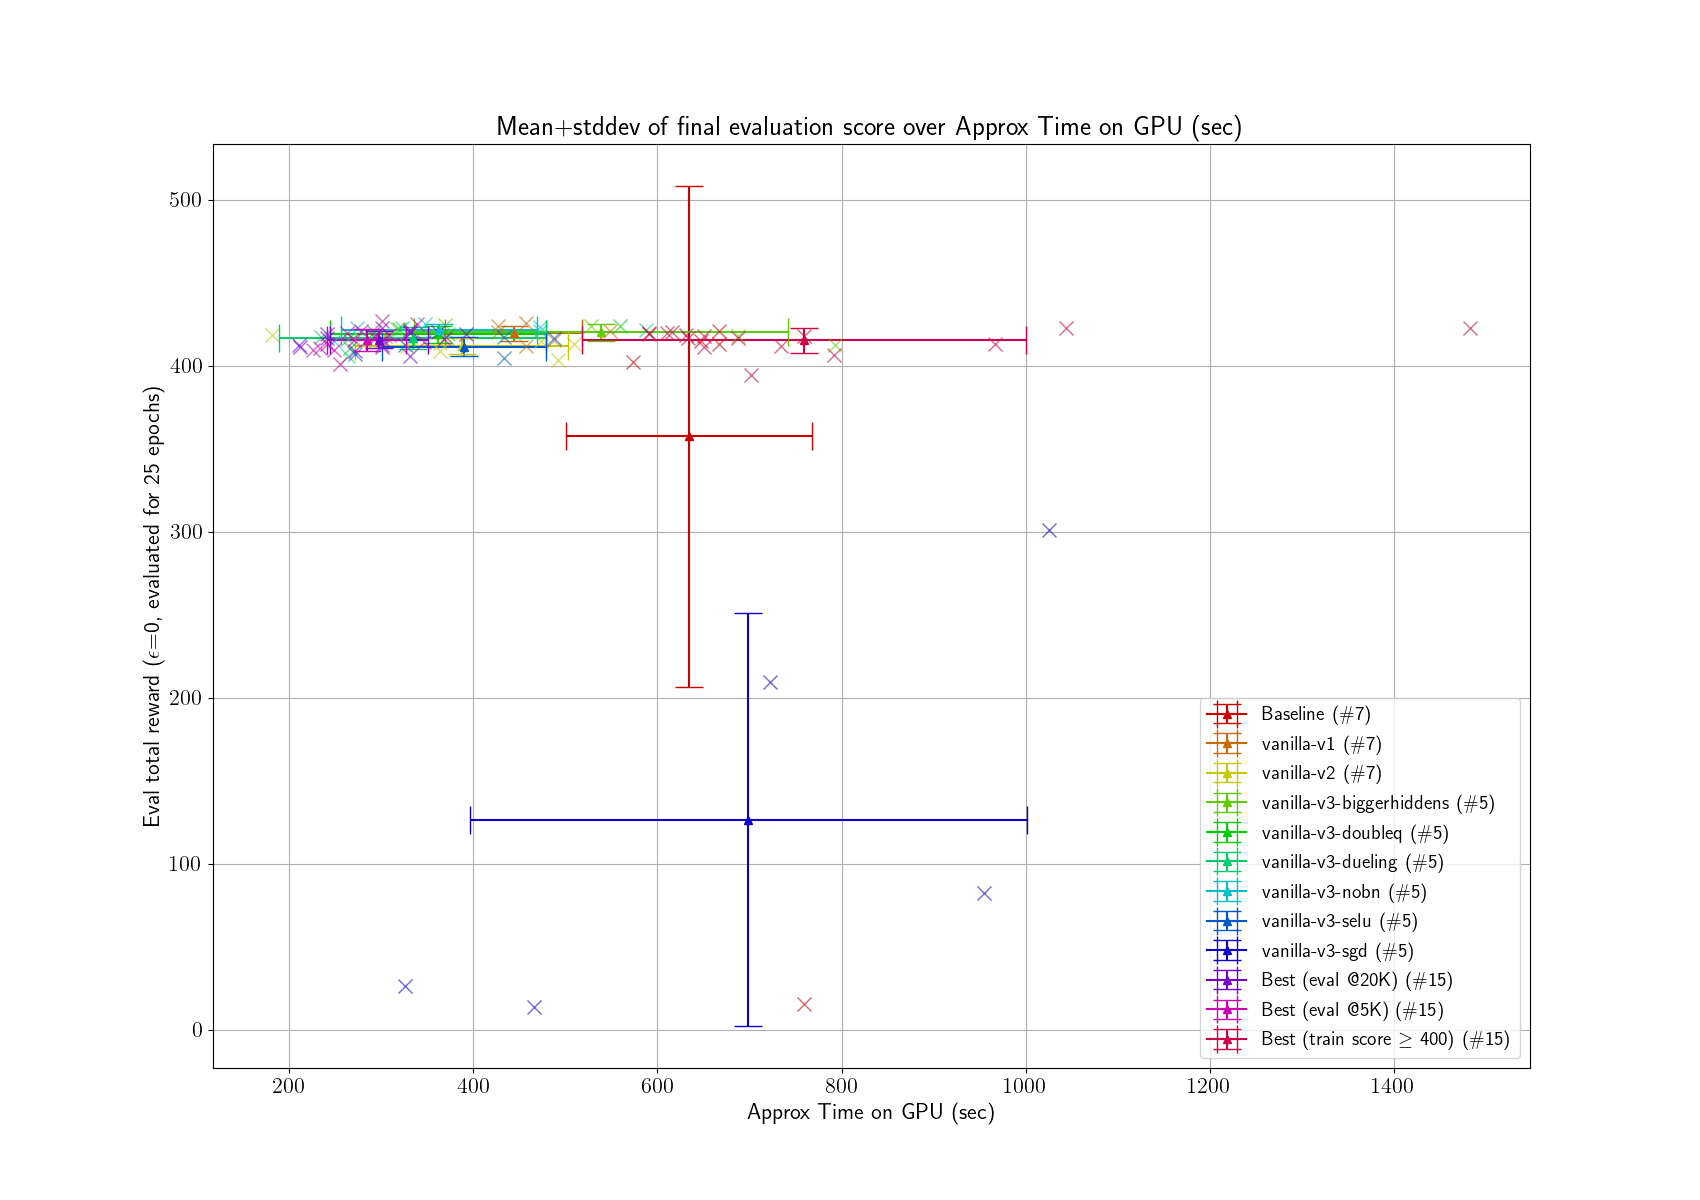 Mean+stddev of final evaluation score over Approx Time on GPU (sec)
Eval total reward (ϵ=0, evaluated for 25 epochs)
500
400
300
200
100
0
Baseline (#7)
vanilla-v1 (#7)
vanilla-v2 (#7)
vanilla-v3-biggerhiddens (#5)
vanilla-v3-doubleq (#5)
vanilla-v3-dueling (#5)
vanilla-v3-nobn (#5)
vanilla-v3-selu (#5)
vanilla-v3-sgd (#5)
Best (eval @20K) (#15)
Best (eval @5K) (#15)
Best (train score ≥ 400) (#15)
200 400 600 800 1000 1200 1400
Approx Time on GPU (sec)